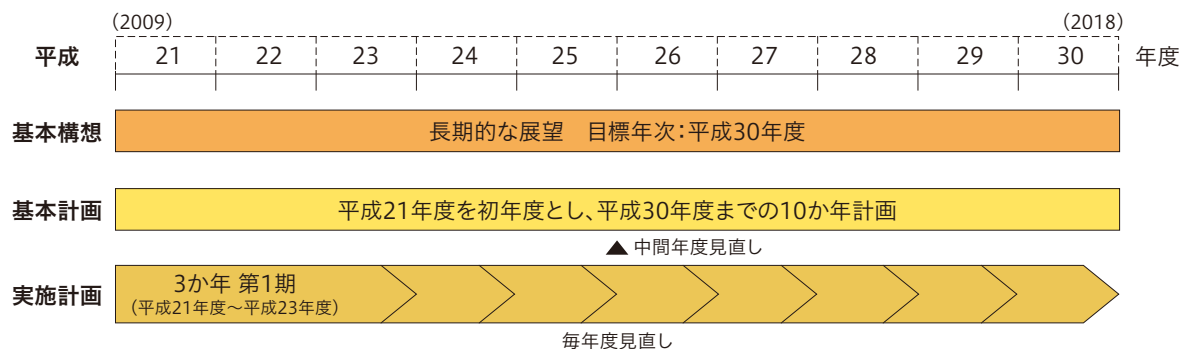 (2009) (2018)
平成 21 22 23 24 25 26 27 28 29 30 年度
基本構想 長期的な展望　目標年次：平成30年度
基本計画 平成21年度を初年度とし、平成30年度までの10か年計画
▲ 中間年度見直し
実施計画 3か年 第1期
（平成21年度～平成23年度）
毎年度見直し